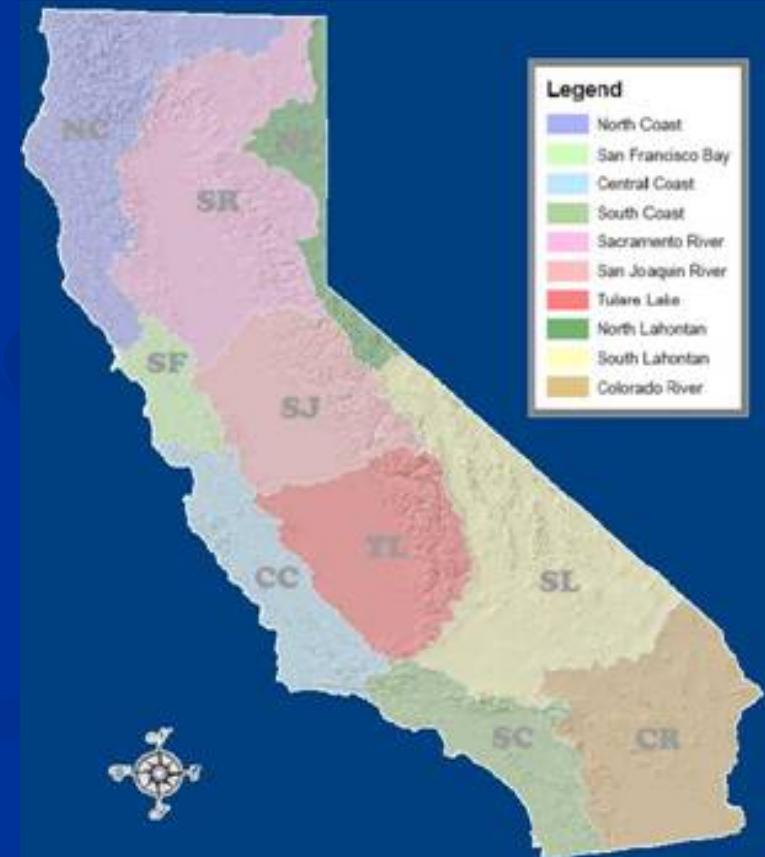 Legend
North Coast
San Francisco Bay
Central Coast
South Coast
Sacramento River
San Joaquin River
Tulare Lake
North Lahontan
South Lahontan
Colorado River
NC
NL
SR
SF
SJ
TL
CC
SL
SC
CR